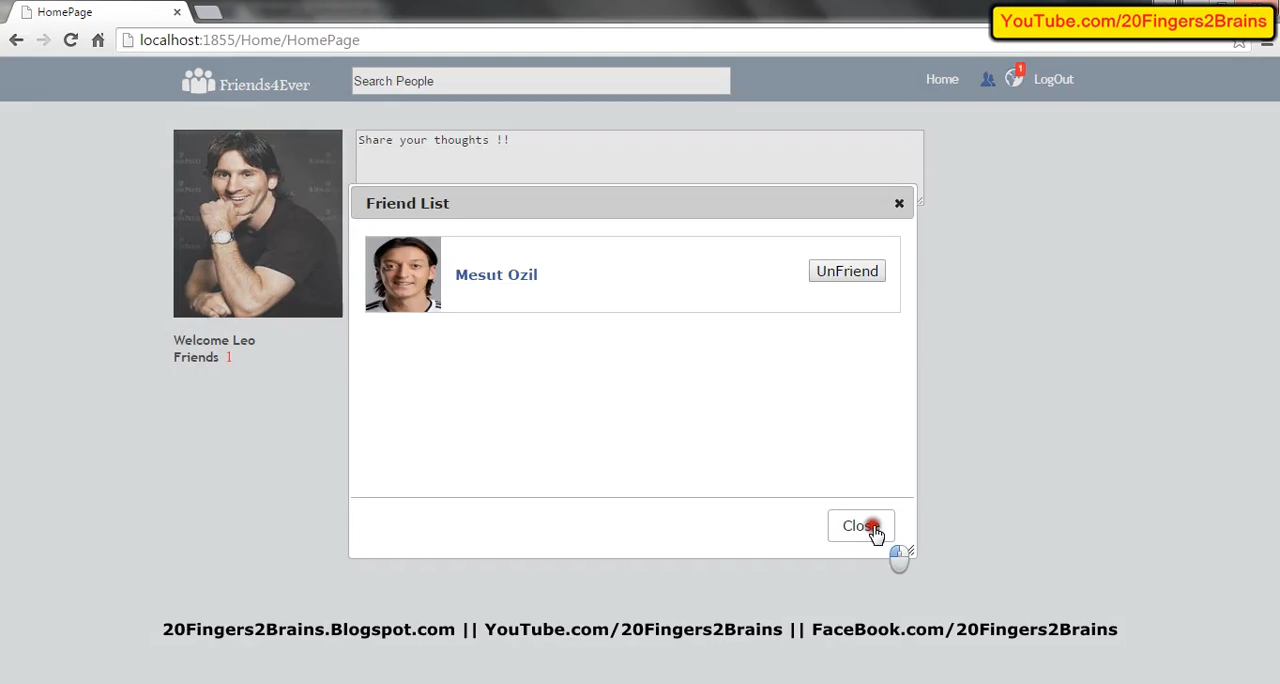 HomePage
YouTube.com/20Fingers2Brains
localhost:1855/Home/HomePage
Friends4Ever
Search People
Home
1
LogOut
Share your thoughts !!
Friend List
Mesut Ozil
UnFriend
Welcome Leo
Friends 1
Close
20Fingers2Brains.Blogspot.com || YouTube.com/20Fingers2Brains || FaceBook.com/20Fingers2Brains